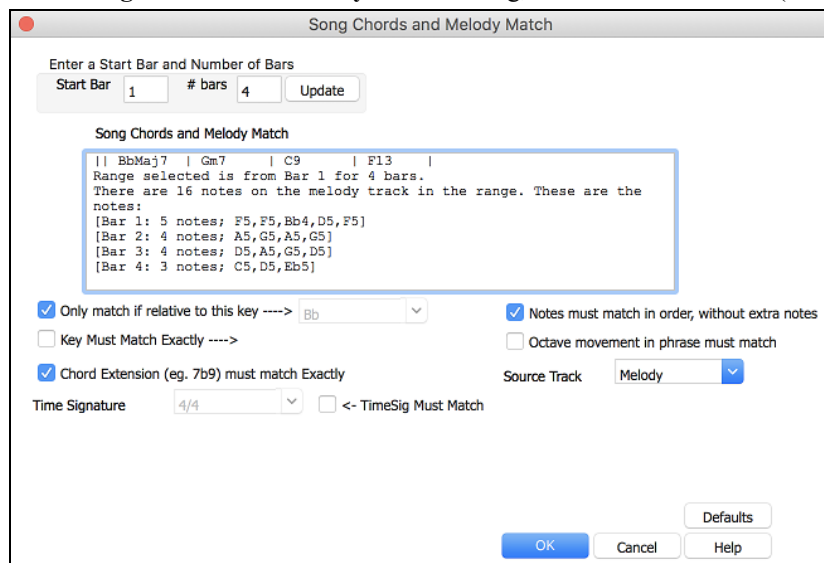 Song Chords and Melody Match
Enter a Start Bar and Number of Bars
Start Bar 1 # bars 4 Update
Song Chords and Melody Match
|| BbMaj7 | Gm7 | C9 | F13 |
Range selected is from Bar 1 for 4 bars.
There are 16 notes on the melody track in the range. These are the
notes:
[Bar 1: 5 notes; F5,F5,Bb4,D5,F5]
[Bar 2: 4 notes; A5,G5,A5,G5]
[Bar 3: 4 notes; D5,A5,G5,D5]
[Bar 4: 3 notes; C5,D5,Eb5]
Only match if relative to this key ----> Bb Notes must match in order, without extra notes
Key Must Match Exactly ----> Octave movement in phrase must match
Chord Extension (eg. 7b9) must match Exactly Source Track Melody
Time Signature 4/4 <- TimeSig Must Match
Defaults
OK Cancel Help